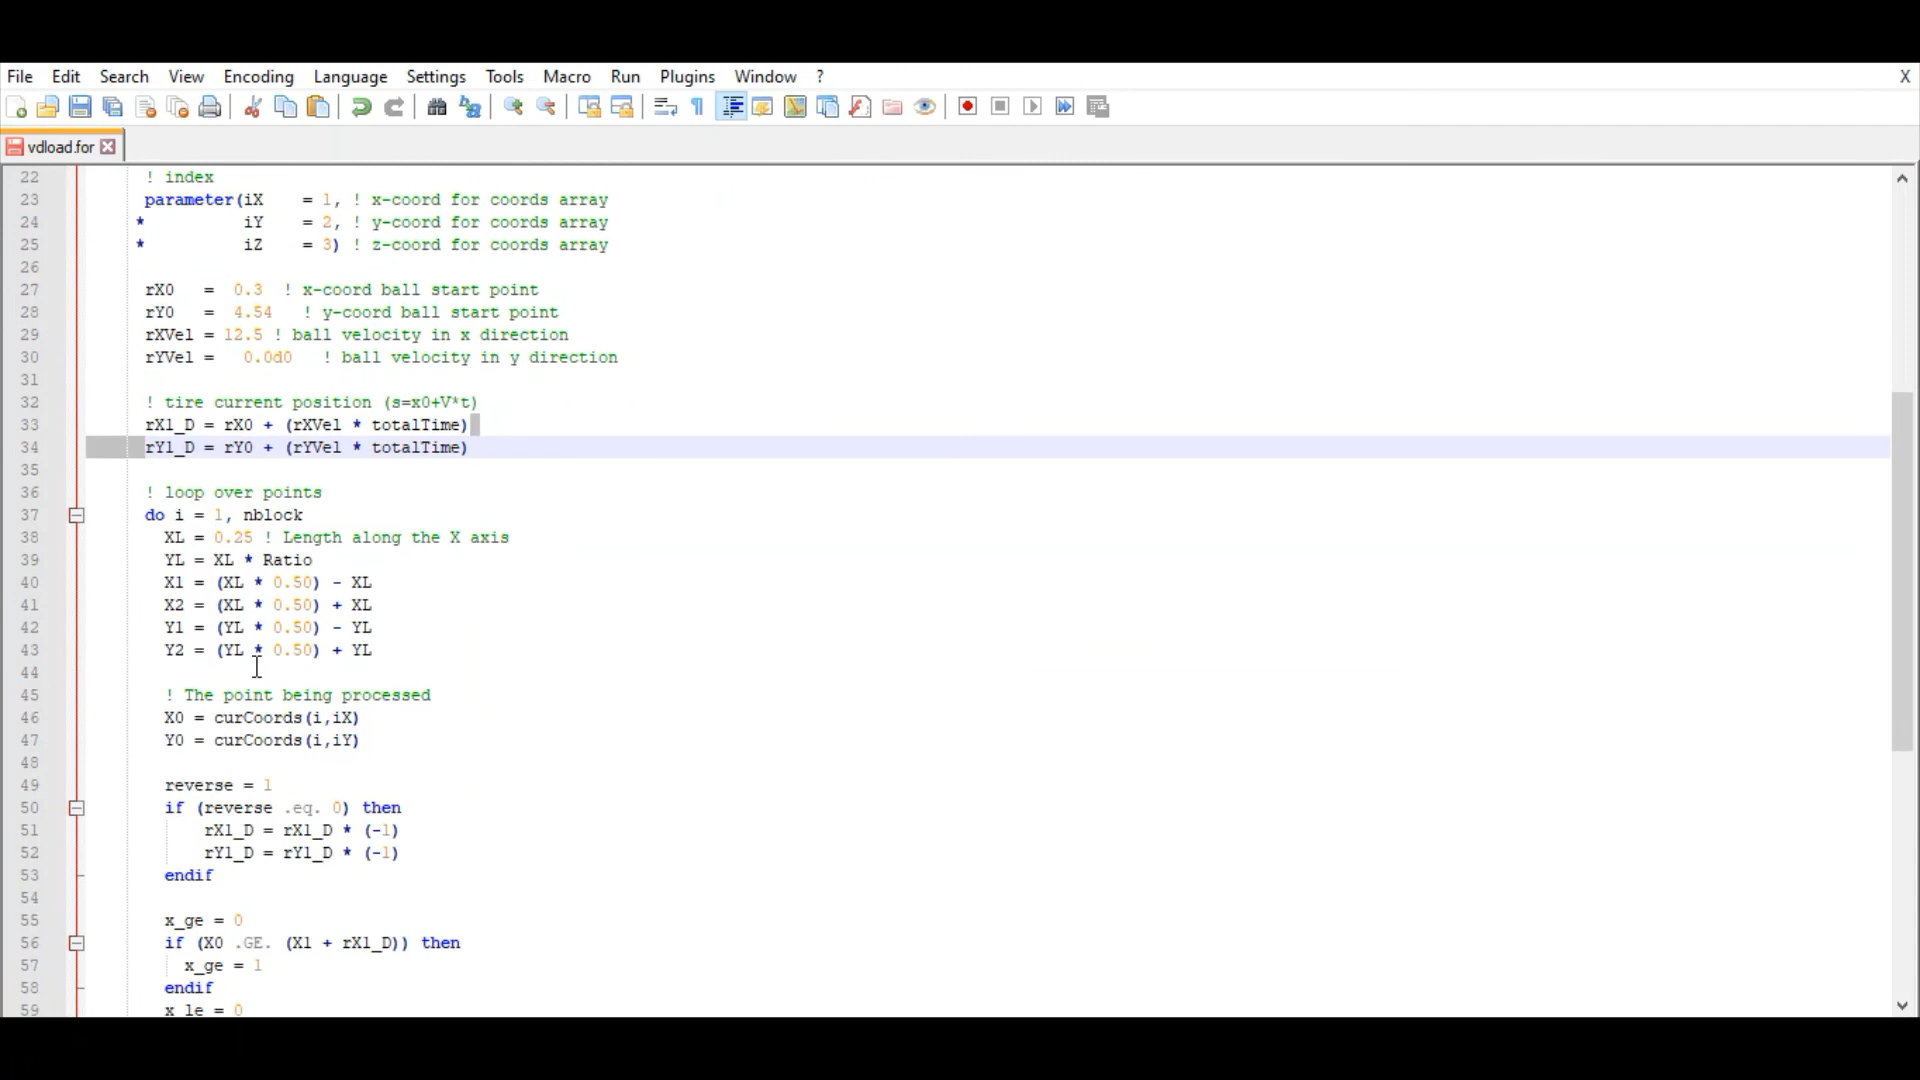 File Edit Search View Encoding Language Settings Tools Macro Run Plugins Window ? X
vdload.for
22 ! index
23 parameter(iX = 1, ! x-coord for coords array
24 * iY = 2, ! y-coord for coords array
25 * iZ = 3) ! z-coord for coords array
26
27 rX0 = 0.3 ! x-coord ball start point
28 rY0 = 4.54 ! y-coord ball start point
29 rXVel = 12.5 ! ball velocity in x direction
30 rYVel = 0.0d0 ! ball velocity in y direction
31
32 ! tire current position (s=x0+V*t)
33 rX1_D = rX0 + (rXVel * totalTime)
34 rY1_D = rY0 + (rYVel * totalTime)
35
36 ! loop over points
37 do i = 1, nblock
38 XL = 0.25 ! Length along the X axis
39 YL = XL * Ratio
40 X1 = (XL * 0.50) - XL
41 X2 = (XL * 0.50) + XL
42 Y1 = (YL * 0.50) - YL
43 Y2 = (YL * 0.50) + YL
44
45 ! The point being processed
46 X0 = curCoords(i,iX)
47 Y0 = curCoords(i,iY)
48
49 reverse = 1
50 if (reverse .eq. 0) then
51 rX1_D = rX1_D * (-1)
52 rY1_D = rY1_D * (-1)
53 endif
54
55 x_ge = 0
56 if (X0 .GE. (X1 + rX1_D)) then
57 x_ge = 1
58 endif
59 x_le = 0